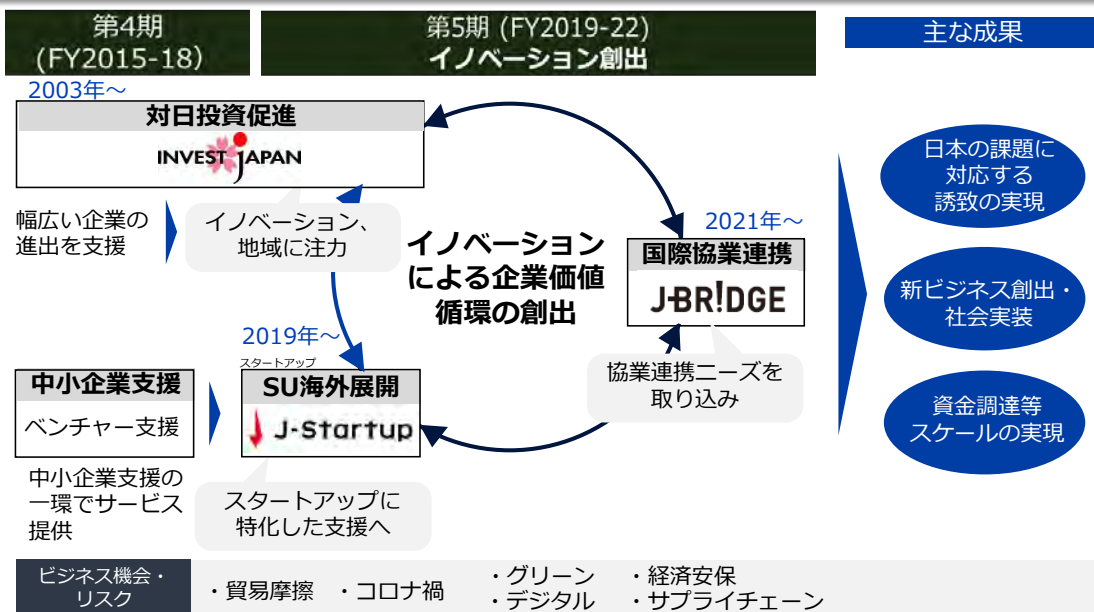 第4期
(FY2015-18)
第5期 (FY2019-22)
イノベーション創出
主な成果
2003年～
対日投資促進
INVEST JAPAN
幅広い企業の
進出を支援
イノベーション、
地域に注力
イノベーション
による企業価値
循環の創出
2021年～
国際協業連携
J-BR!DGE
協業連携ニーズを
取り込み
2019年～
スタートアップ
SU海外展開
J-Startup
中小企業支援
ベンチャー支援
中小企業支援の
一環でサービス
提供
スタートアップに
特化した支援へ
日本の課題に
対応する
誘致の実現
新ビジネス創出・
社会実装
資金調達等
スケールの実現
ビジネス機会・
リスク
・貿易摩擦
・コロナ禍
・グリーン
・デジタル
・経済安保
・サプライチェーン